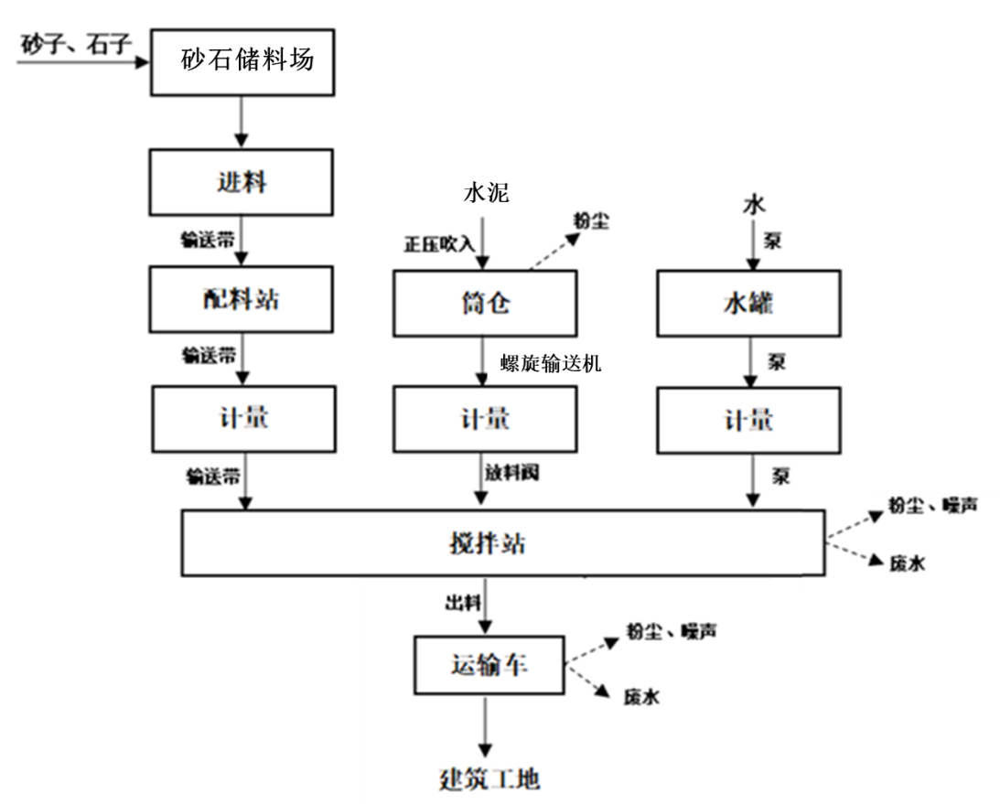 砂子、石子
砂石储料场
进料
输送带
配料站
输送带
计量
输送带
水泥
正压吹入
粉尘
筒仓
螺旋输送机
计量
放料阀
水
泵
水罐
泵
计量
泵
搅拌站
粉尘、噪声
废水
出料
运输车
粉尘、噪声
废水
建筑工地